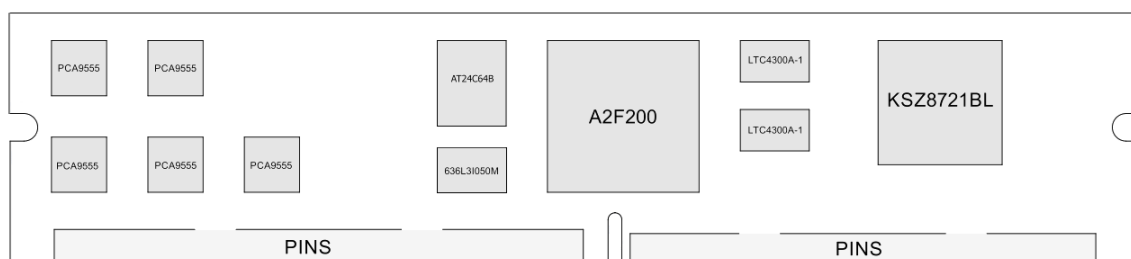 PCA9555
PCA9555
AT24C64B
A2F200
LTC4300A-1
KSZ8721BL
LTC4300A-1
PCA9555
PCA9555
PCA9555
636L3I050M
PINS
PINS